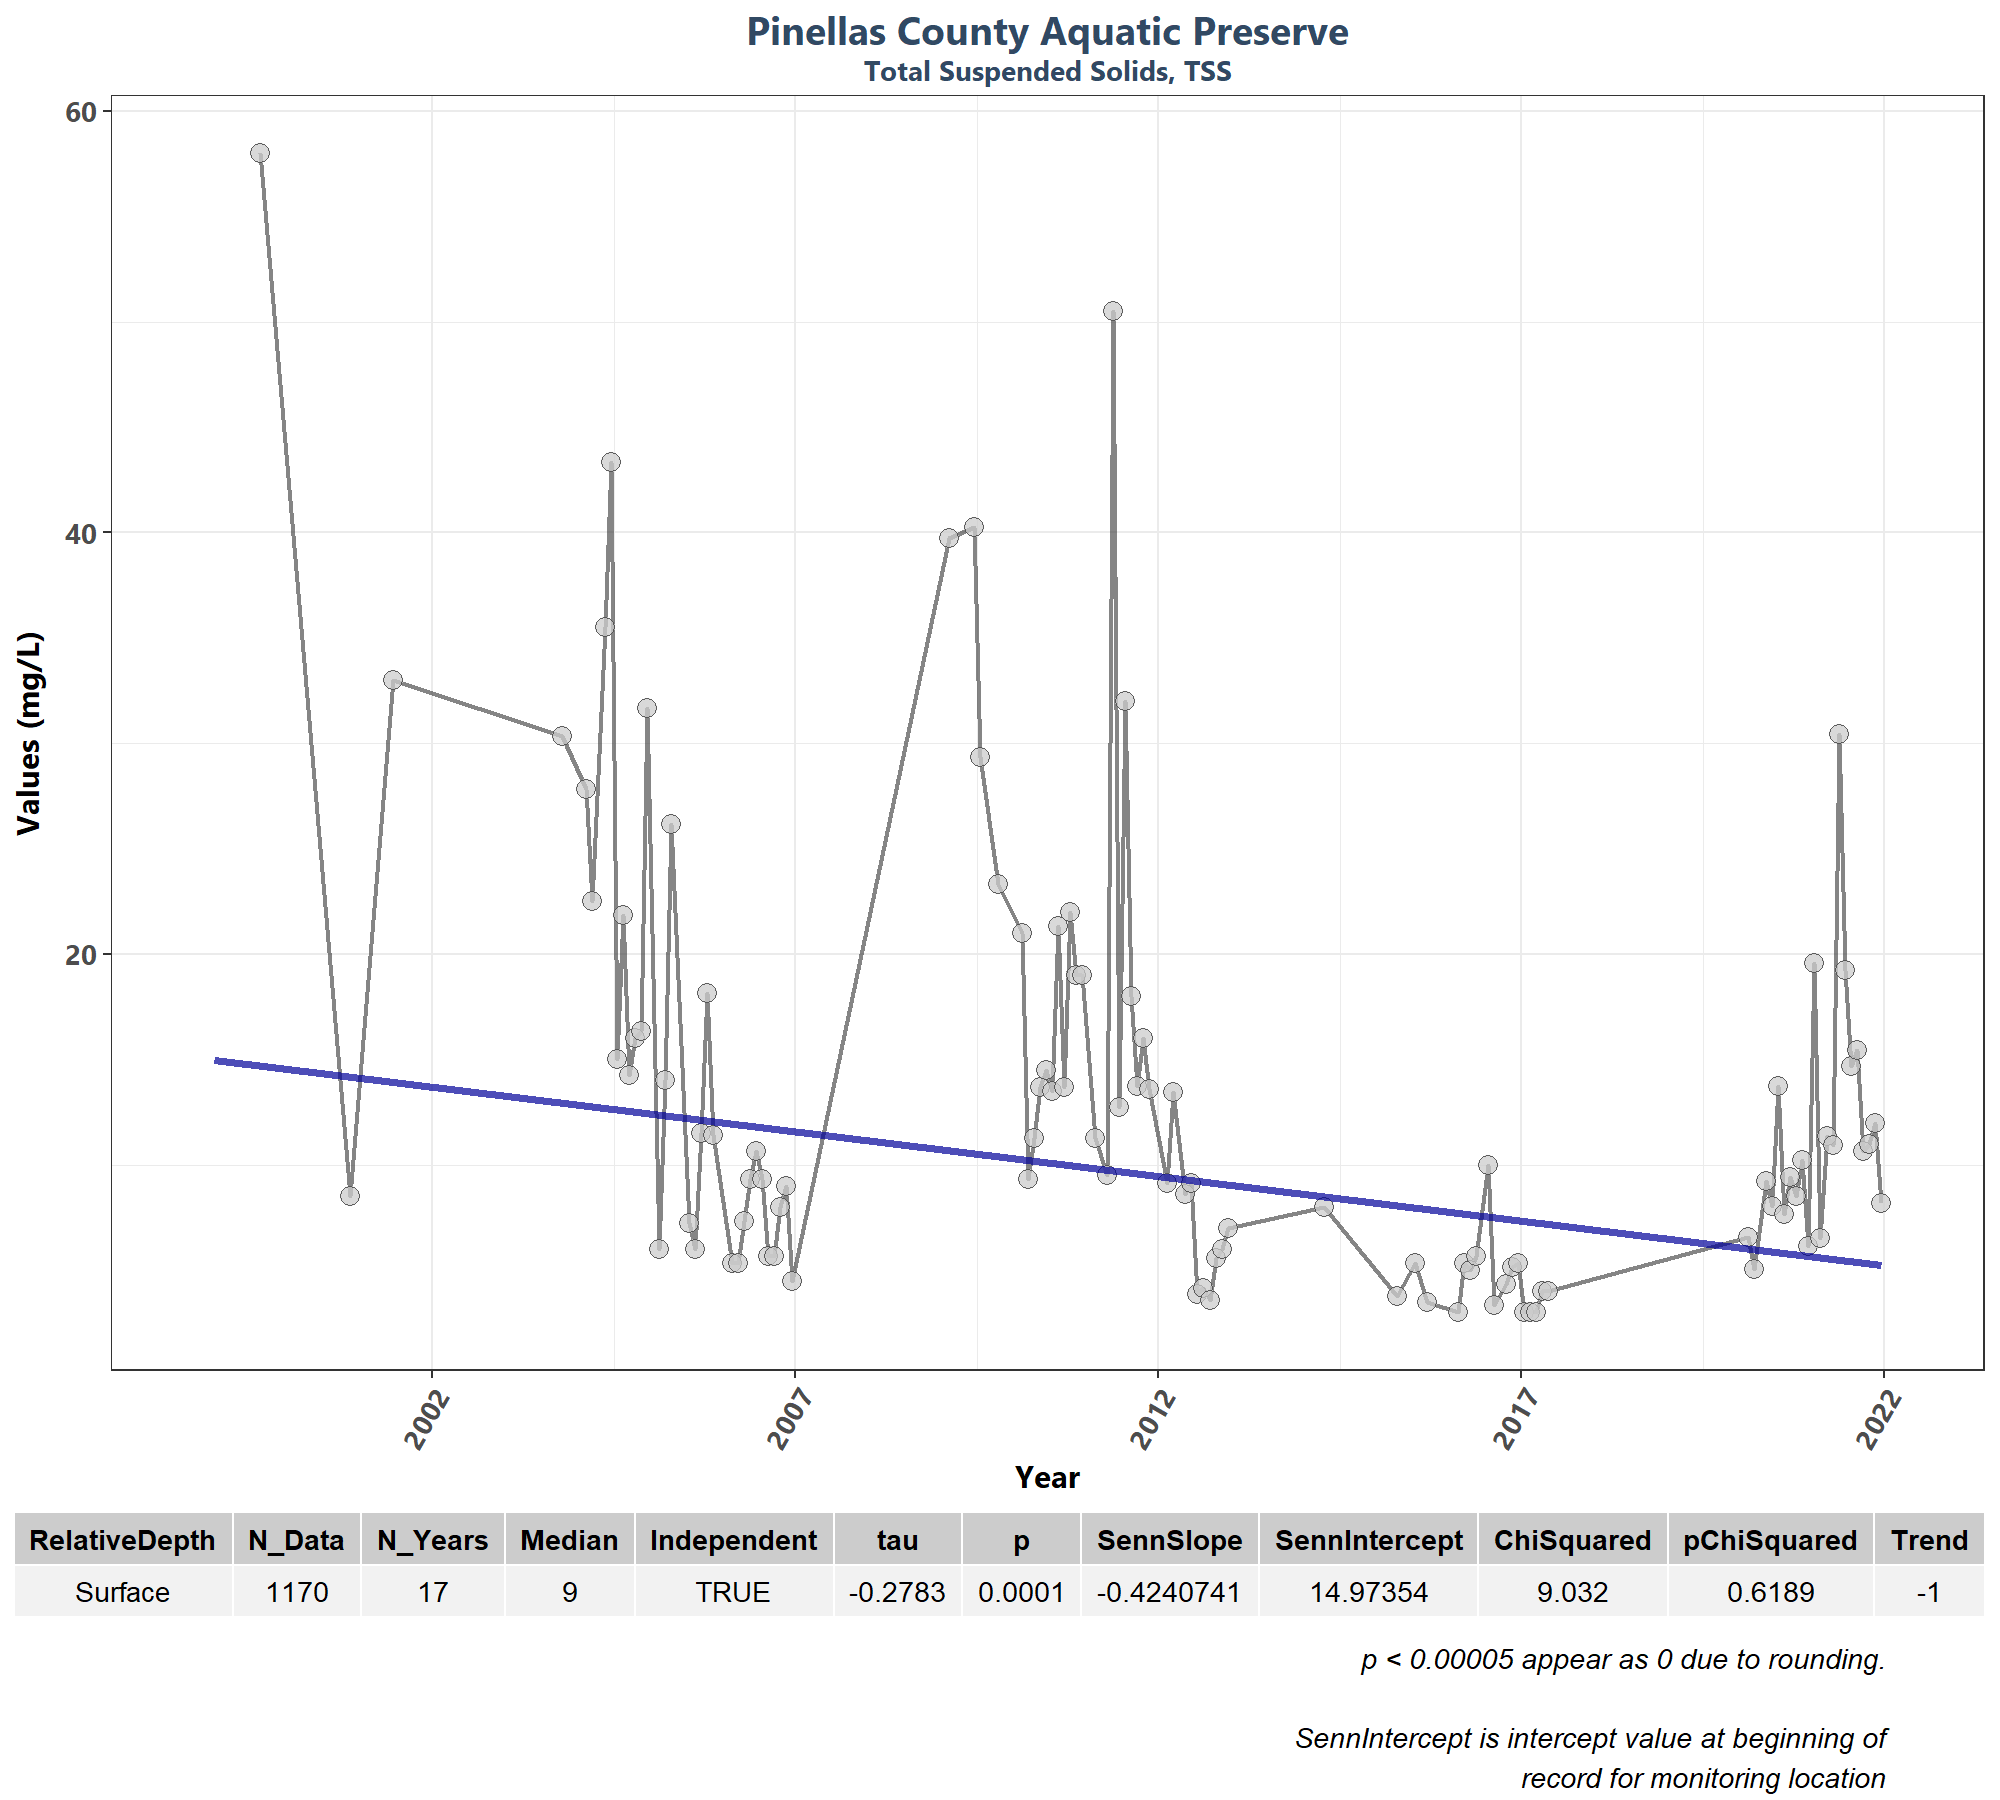 Pinellas County Aquatic Preserve
Total Suspended Solids, TSS
Values (mg/L)
60
40
20
2002
2007
2012
2017
2022
Year
RelativeDepth N_Data N_Years Median Independent tau p SennSlope SennIntercept ChiSquared pChiSquared Trend
Surface 1170 17 9 TRUE -0.2783 0.0001 -0.4240741 14.97354 9.032 0.6189 -1
p < 0.00005 appear as 0 due to rounding.
SennIntercept is intercept value at beginning of
record for monitoring location